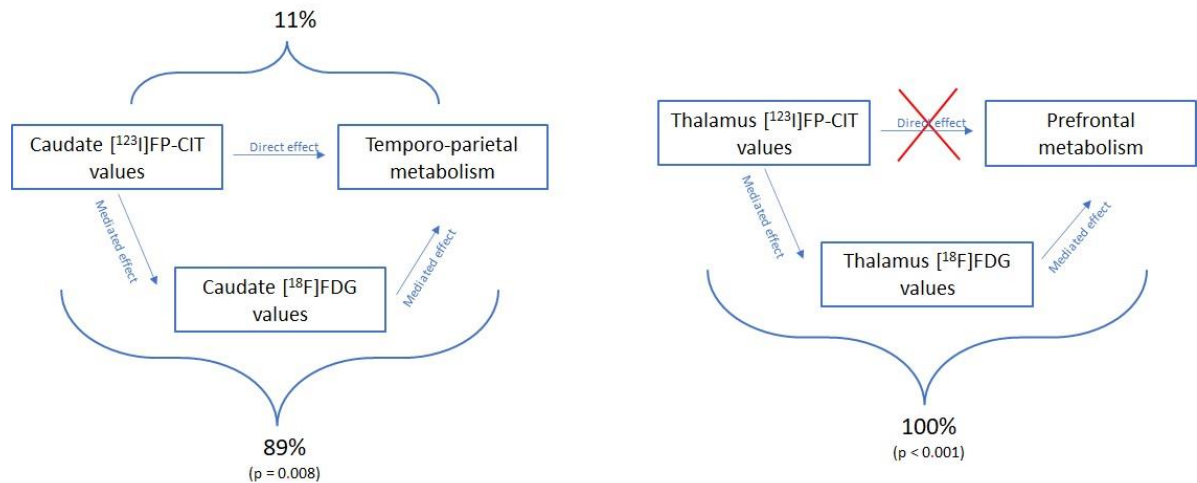 11%
Caudate [¹²³I]FP-CIT
values
Direct effect
Temporo-parietal
metabolism
Mediated effect
Mediated effect
Caudate [¹⁸F]FDG
values
89%
(p = 0.008)
Thalamus [¹²³I]FP-CIT
values
Direct effect
Prefrontal
metabolism
Mediated effect
Mediated effect
Thalamus [¹⁸F]FDG
values
100%
(p < 0.001)